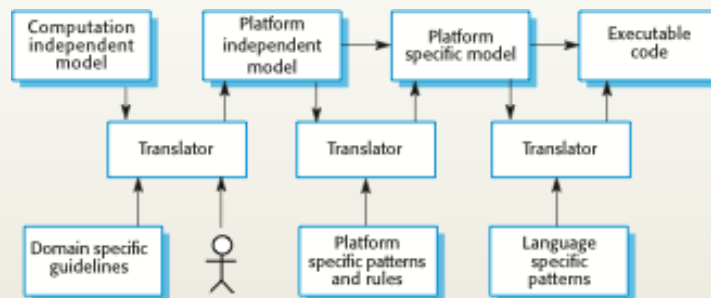 Computation
independent
model
Platform
independent
model
Platform
specific model
Executable
code
Translator
Translator
Translator
Domain specific
guidelines
Platform
specific patterns
and rules
Language
specific
patterns